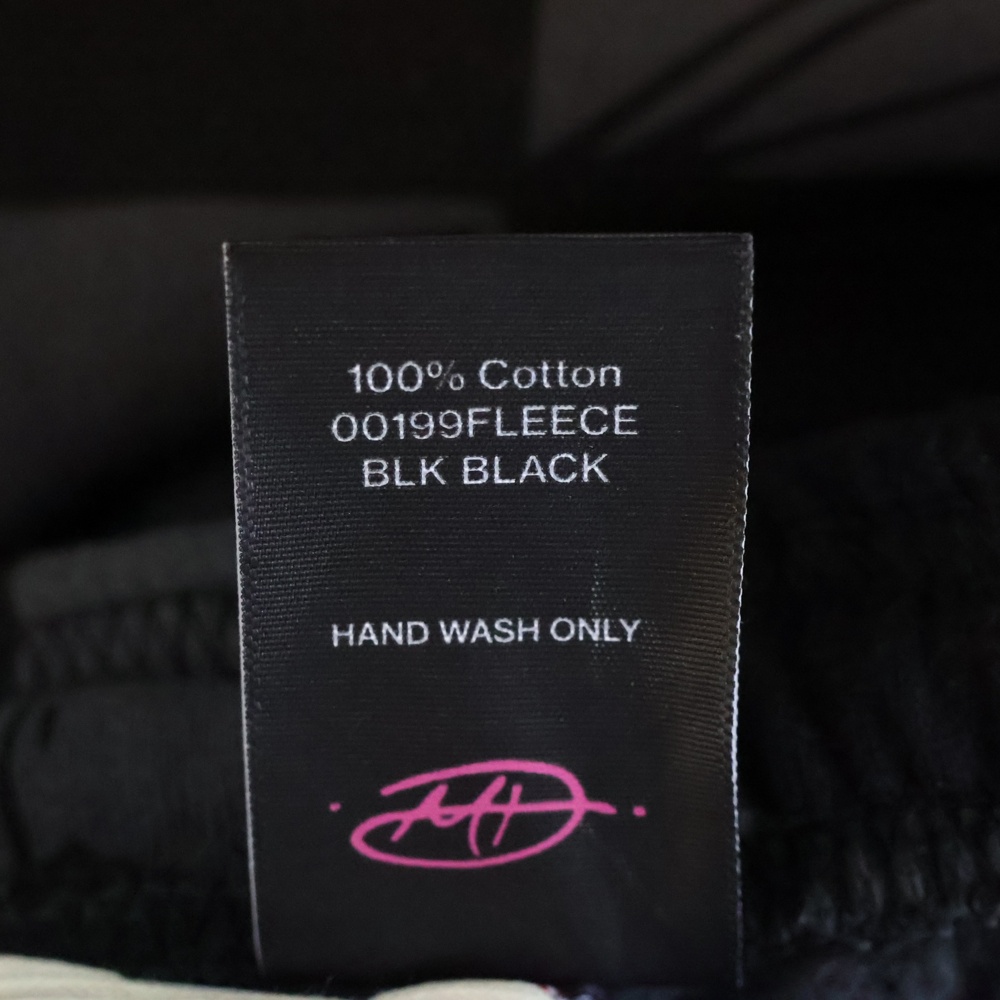 100% Cotton
00199FLEECE
BLK BLACK
HAND WASH ONLY